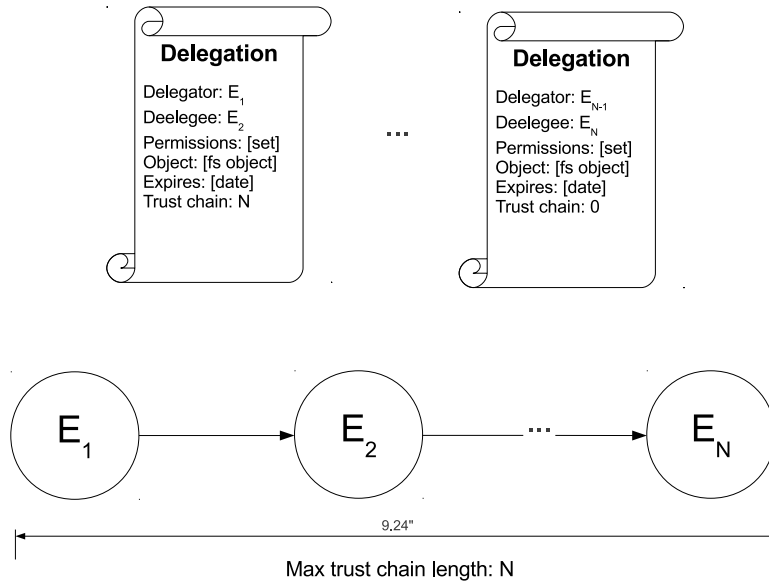 Delegation
Delegator: E1
Deelegee: E2
Permissions: [set]
Object: [fs object]
Expires: [date]
Trust chain: N
...
Delegation
Delegator: EN-1
Deelegee: EN
Permissions: [set]
Object: [fs object]
Expires: [date]
Trust chain: 0
E1
E2
...
EN
9.24"
Max trust chain length: N